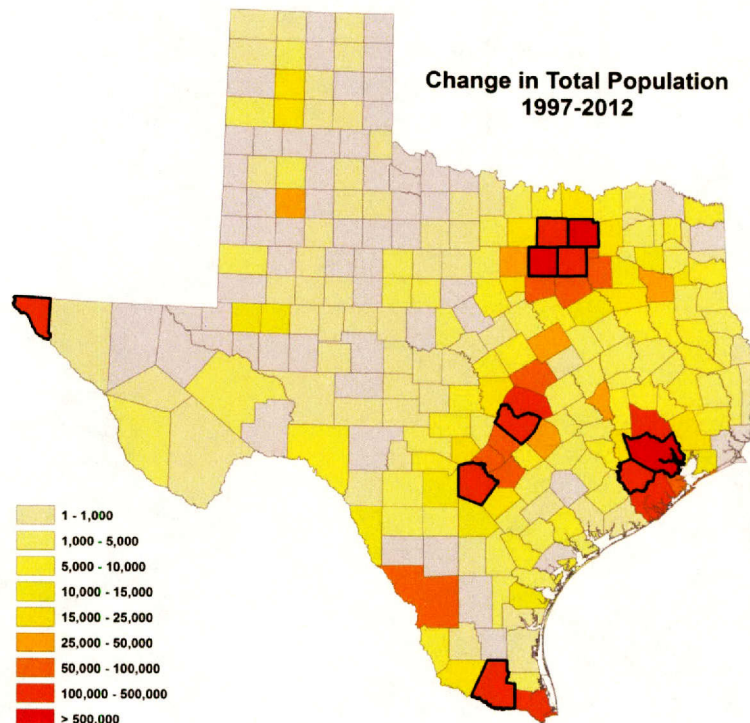 Change in Total Population
1997-2012
1 - 1,000
1,000 - 5,000
5,000 - 10,000
10,000 - 15,000
15,000 - 25,000
25,000 - 50,000
50,000 - 100,000
100,000 - 500,000
> 500,000